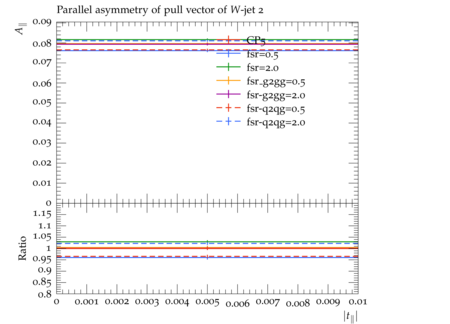 Parallel asymmetry of pull vector of W-jet 2
A∥
0.09
0.08
0.07
0.06
0.05
0.04
0.03
0.02
0.01
0
CP5
fsr=0.5
fsr=2.0
fsr-g2gg=0.5
fsr-g2gg=2.0
fsr-q2qg=0.5
fsr-q2qg=2.0
Ratio
1.15
1.1
1.05
1
0.95
0.9
0.85
0.8
0 0.001 0.002 0.003 0.004 0.005 0.006 0.007 0.008 0.009 0.01
|t∥|